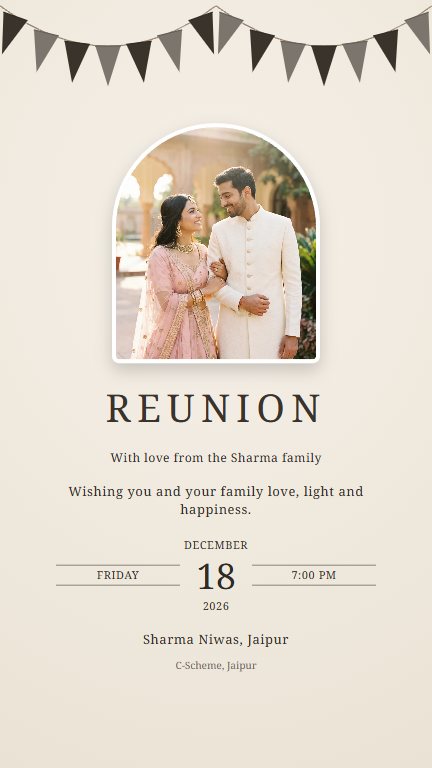 REUNION
With love from the Sharma family
Wishing you and your family love, light and
happiness.
DECEMBER
FRIDAY
18
7:00 PM
2026
Sharma Niwas, Jaipur
C-Scheme, Jaipur